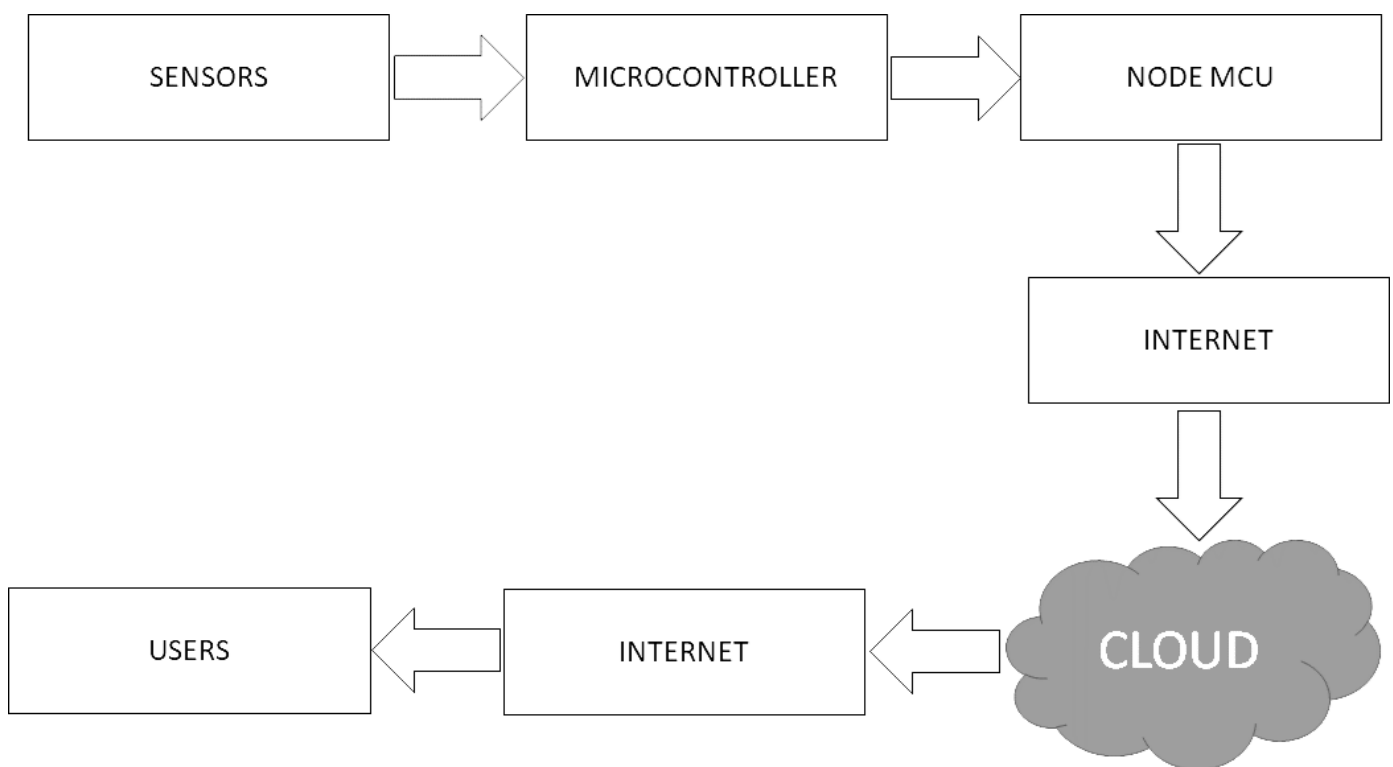 SENSORS
MICROCONTROLLER
NODE MCU
INTERNET
CLOUD
INTERNET
USERS